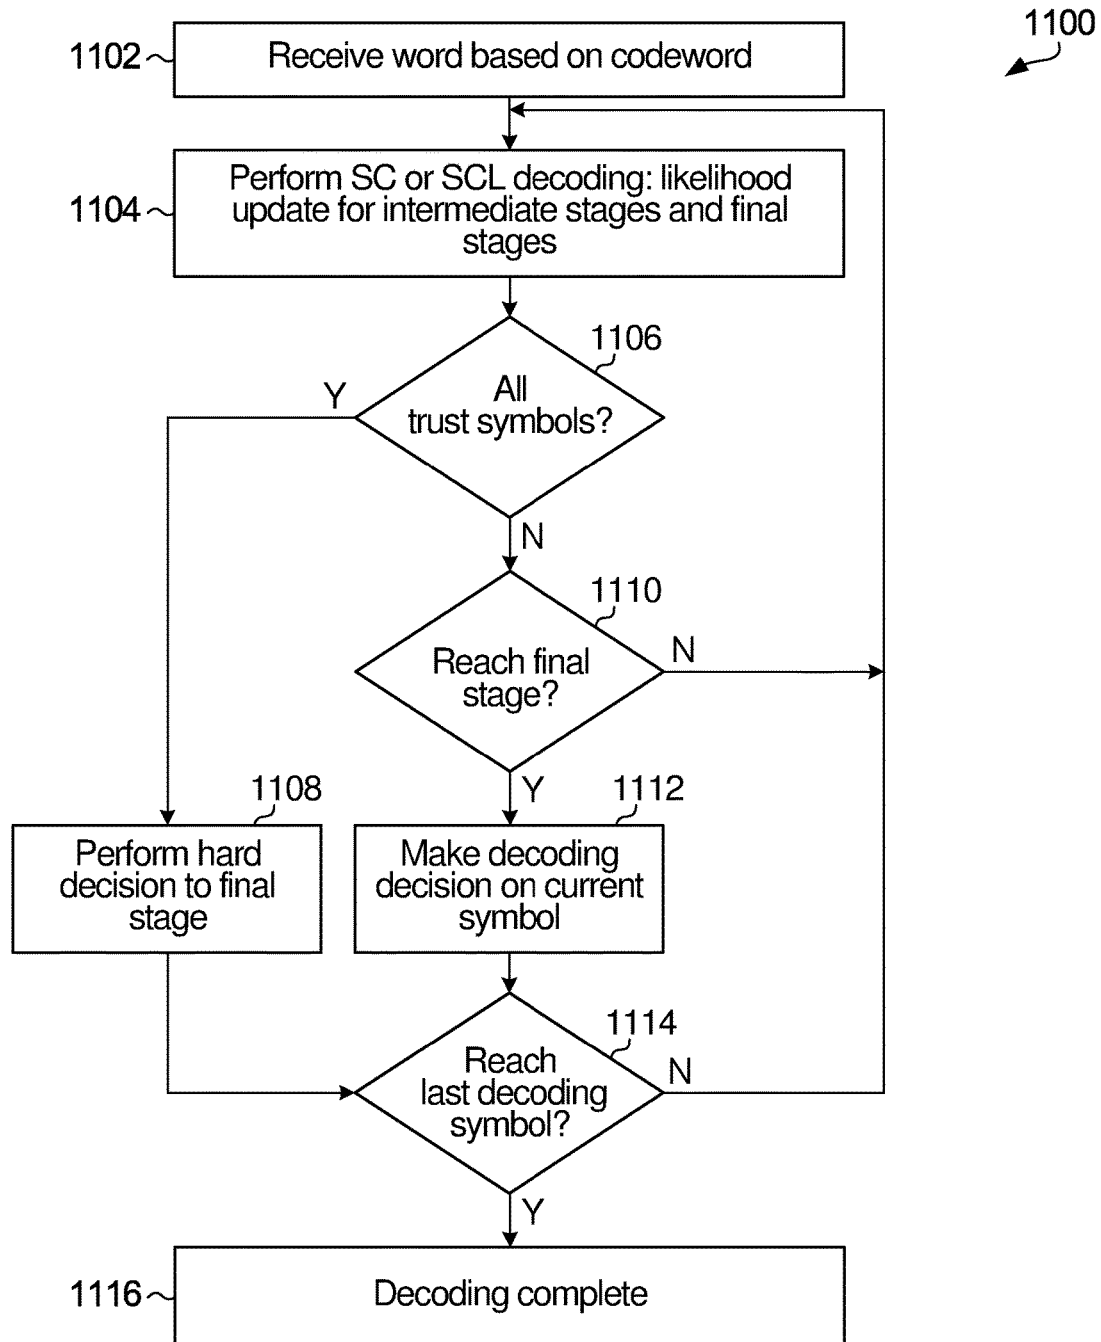 1100
1102
Receive word based on codeword
1104
Perform SC or SCL decoding: likelihood
update for intermediate stages and final
stages
1106
Y
All
trust symbols?
N
1110
Reach final
stage?
N
Y
1108
Perform hard
decision to final
stage
1112
Make decoding
decision on current
symbol
1114
Reach
last decoding
symbol?
N
Y
1116
Decoding complete